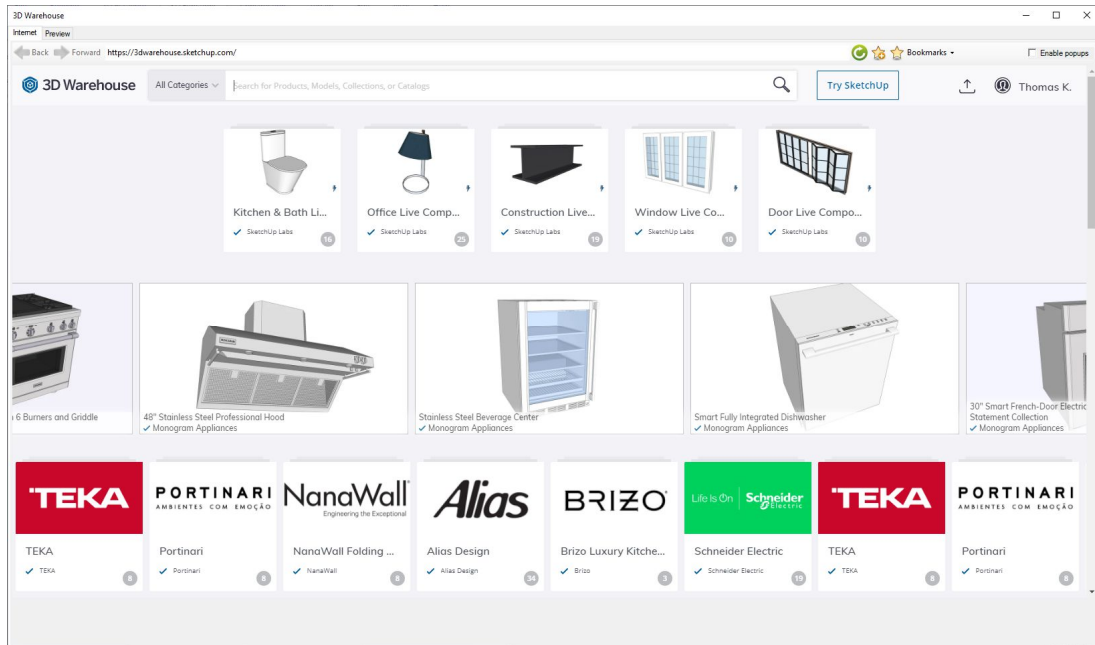 3D Warehouse
Internet Preview
Back Forward https://3dwarehouse.sketchup.com/ Bookmarks Enable popups
3D Warehouse All Categories Search for Products, Models, Collections, or Catalogs Try SketchUp Thomas K.
Kitchen & Bath Li... Office Live Comp... Construction Live... Window Live Co... Door Live Compo...
SketchUp Labs 16 SketchUp Labs 25 SketchUp Labs 19 SketchUp Labs 10 SketchUp Labs 10
6 Burners and Griddle
48" Stainless Steel Professional Hood
Monogram Appliances
Stainless Steel Beverage Center
Monogram Appliances
Smart Fully Integrated Dishwasher
Monogram Appliances
30" Smart French-Door Electric
Statement Collection
Monogram Appliances
TEKA PORTINARI NanaWall Alias BRIZO Life Is On Schneider Electric TEKA PORTINARI
AMBIENTES COM EMOÇÃO Engineering the Exceptional AMBIENTES COM EMOÇÃO
TEKA Portinari NanaWall Folding ... Alias Design Brizo Luxury Kitche... Schneider Electric TEKA Portinari
TEKA 8 Portinari 8 NanaWall 8 Alias Design 34 Brizo 3 Schneider Electric 19 TEKA 8 Portinari 8